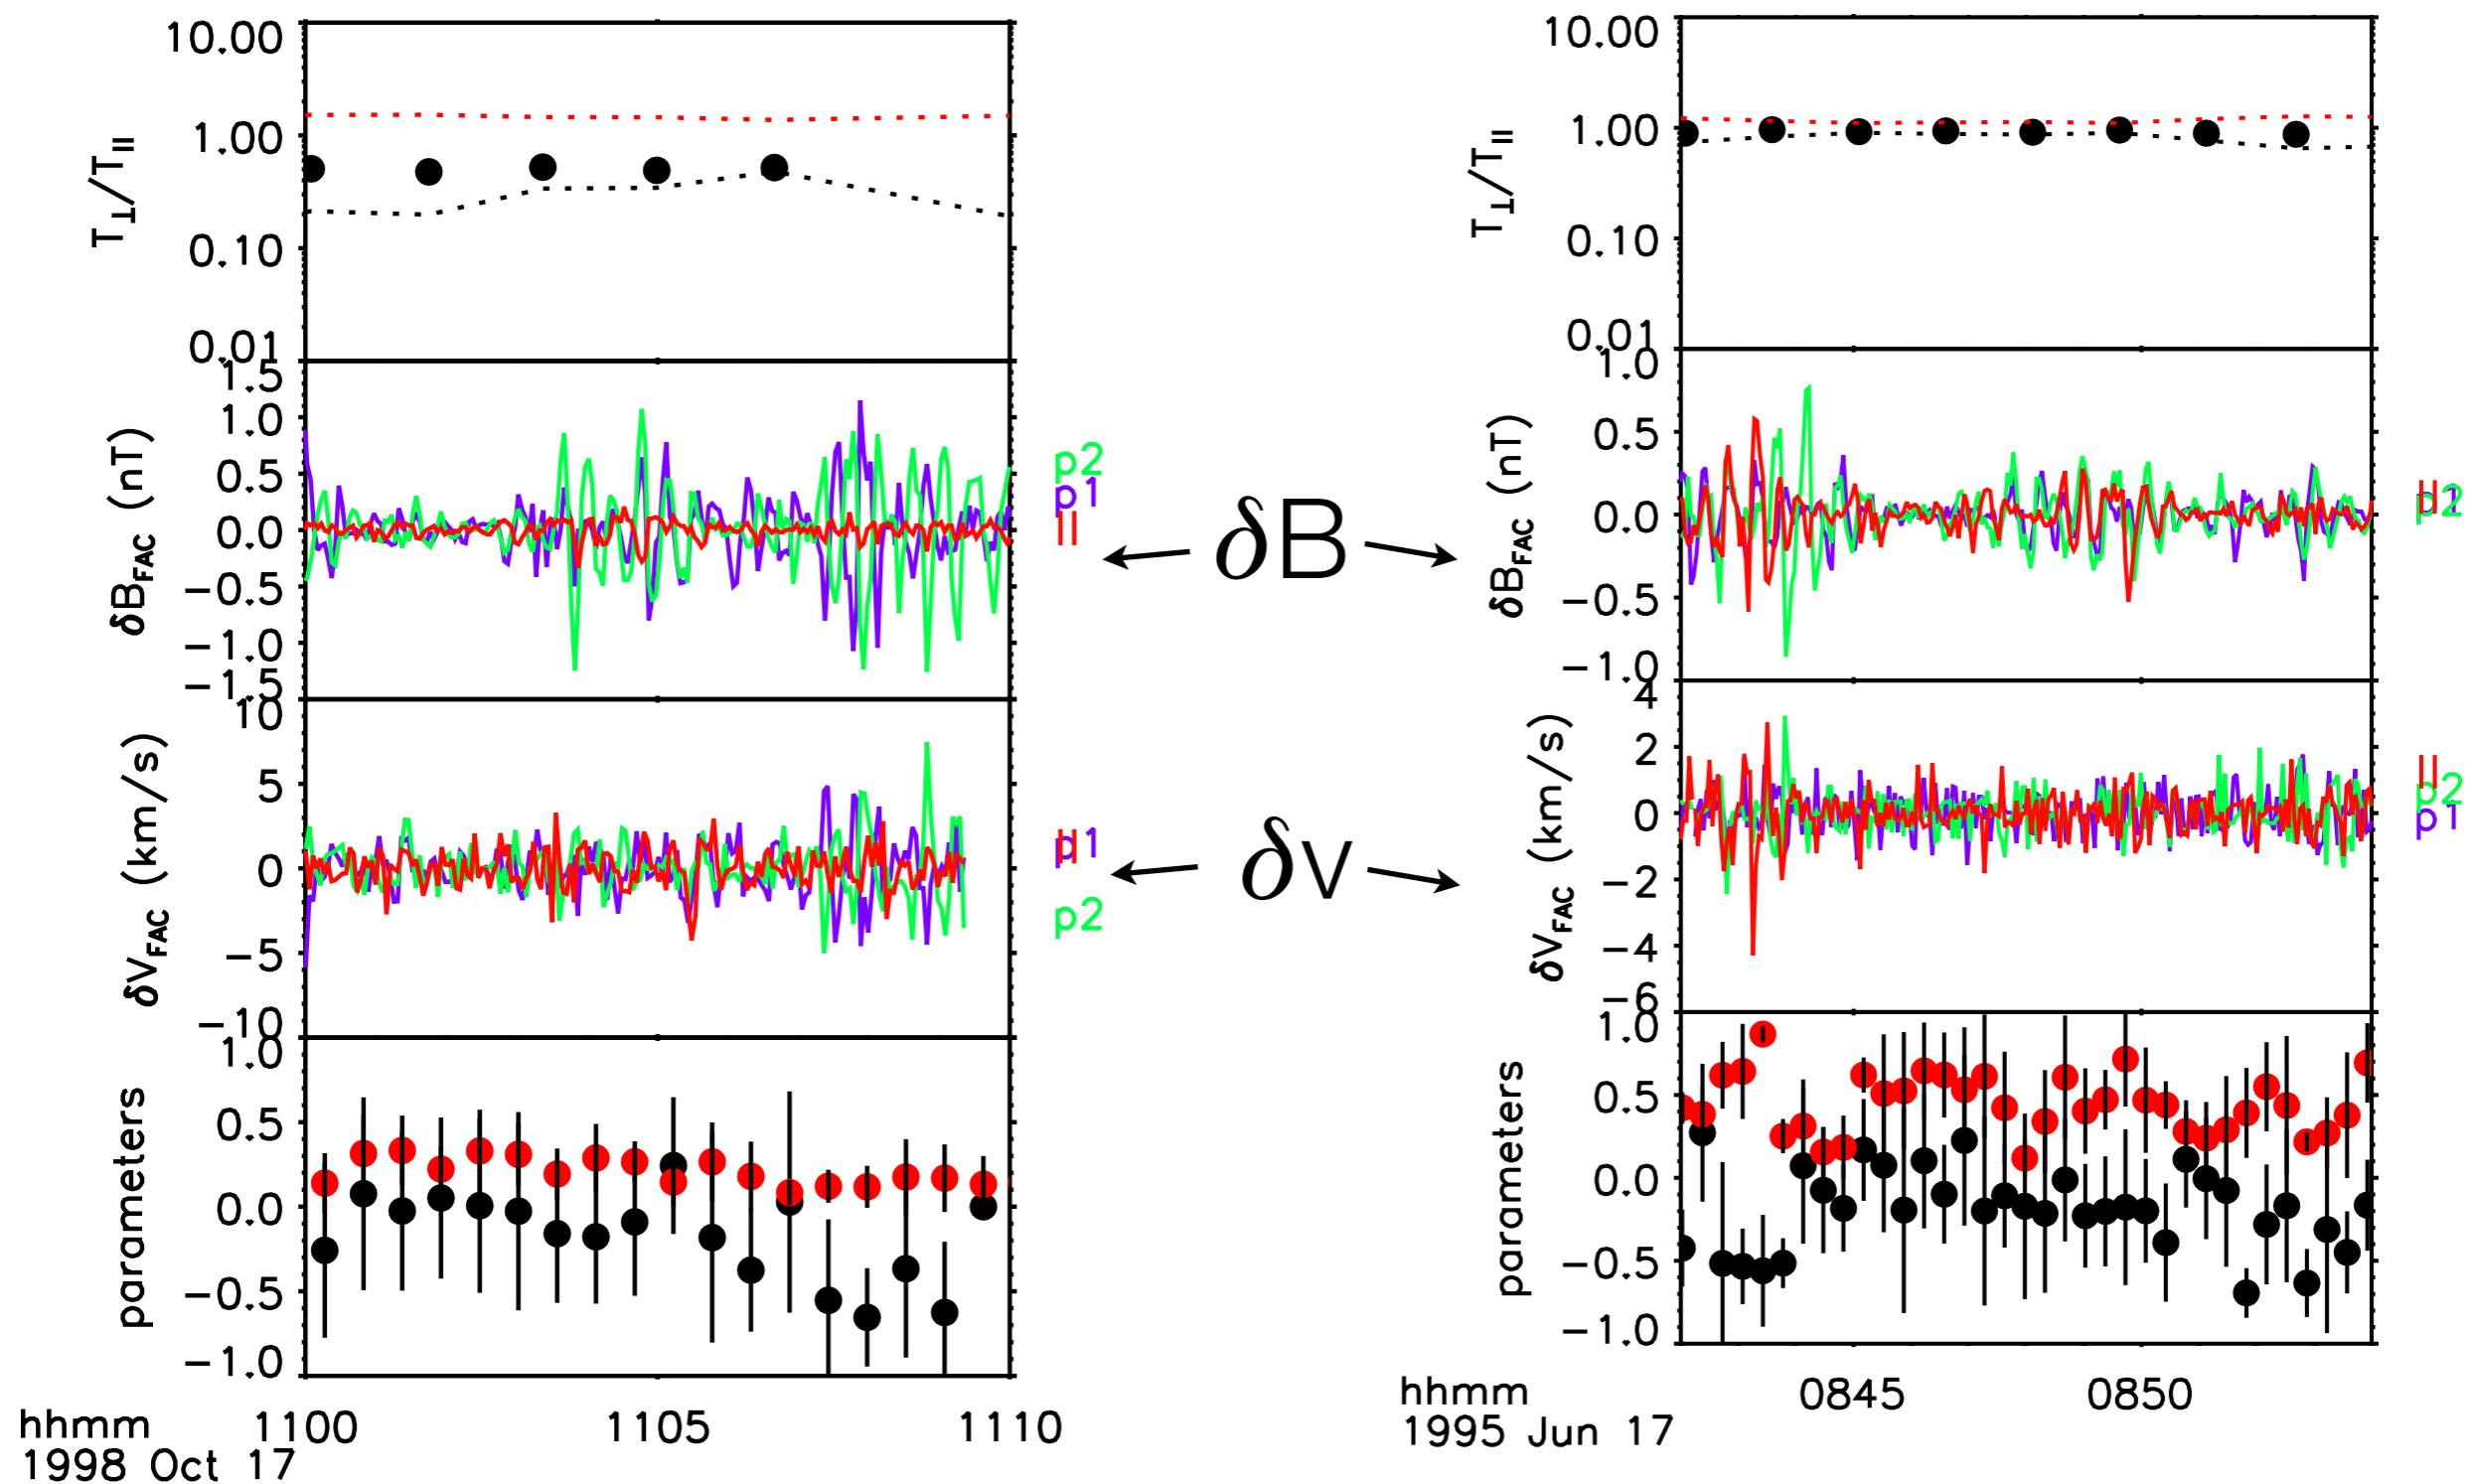 10.00
1.00
0.10
0.01
T⊥/T||
1.5
1.0
0.5
0.0
−0.5
−1.0
−1.5
δB_FAC (nT)
p2
p1
||
10
5
0
−5
−10
δV_FAC (km/s)
||
p1
p2
1.0
0.5
0.0
−0.5
−1.0
parameters
1100 1105 1110
hhmm
1998 Oct 17
δB
δv
10.00
1.00
0.10
0.01
T⊥/T||
1.0
0.5
0.0
−0.5
−1.0
δB_FAC (nT)
||
p1
p2
4
2
0
−2
−4
−6
δV_FAC (km/s)
||
p2
p1
1.0
0.5
0.0
−0.5
−1.0
parameters
0845 0850
hhmm
1995 Jun 17